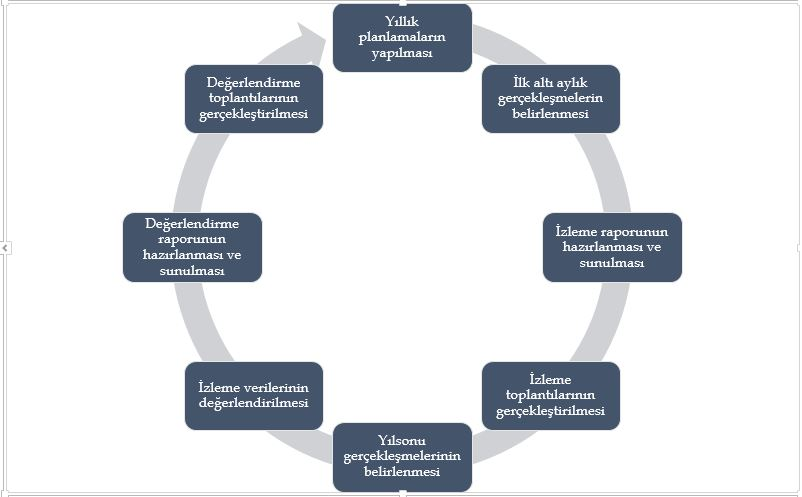 Yıllık
planlamaların
yapılması
İlk altı aylık
gerçekleşmelerin
belirlenmesi
İzleme raporunun
hazırlanması ve
sunulması
İzleme
toplantılarının
gerçekleştirilmesi
Yılsonu
gerçekleşmelerinin
belirlenmesi
İzleme verilerinin
değerlendirilmesi
Değerlendirme
raporunun
hazırlanması ve
sunulması
Değerlendirme
toplantılarının
gerçekleştirilmesi